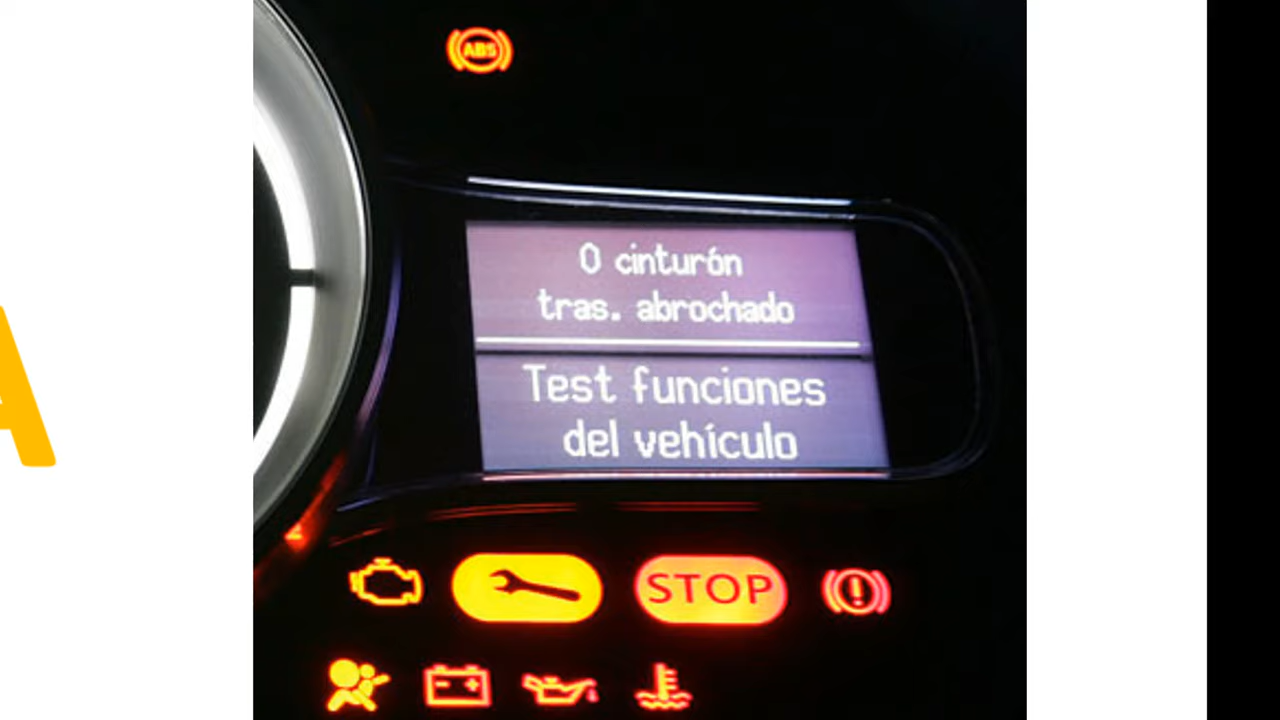 A
ABS
0 cinturón
tras. abrochado
Test funciones
del vehículo
STOP